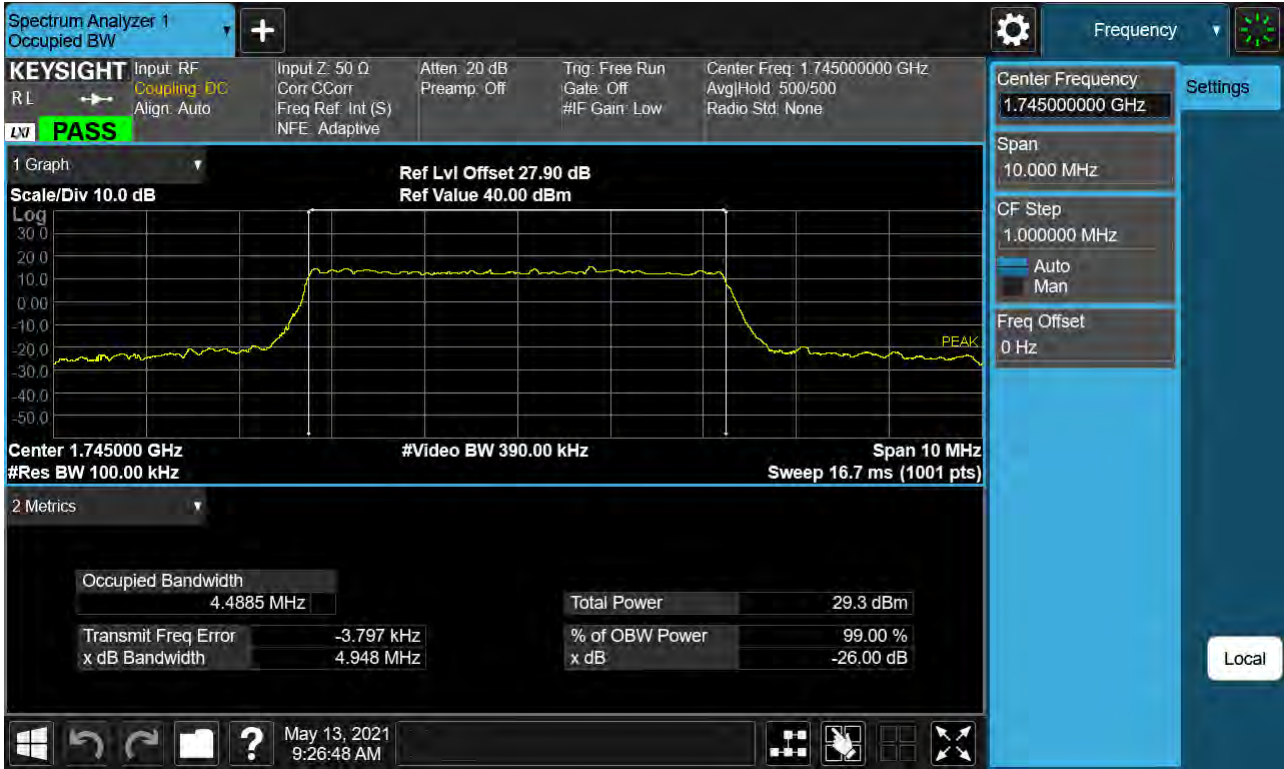 Spectrum Analyzer 1
Occupied BW
+
Frequency
KEYSIGHT
R L
LXI
PASS
Input: RF
Coupling: DC
Align: Auto
Input Z: 50 Ω
Corr CCorr
Freq Ref: Int (S)
NFE: Adaptive
Atten: 20 dB
Preamp: Off
Trig: Free Run
Gate: Off
#IF Gain: Low
Center Freq: 1.745000000 GHz
Avg|Hold: 500/500
Radio Std: None
Center Frequency
1.745000000 GHz
Settings
Span
10.000 MHz
CF Step
1.000000 MHz
Auto
Man
Freq Offset
0 Hz
Local
1 Graph
Scale/Div 10.0 dB
Ref Lvl Offset 27.90 dB
Ref Value 40.00 dBm
Log
30.0
20.0
10.0
0.00
-10.0
-20.0
-30.0
-40.0
-50.0
PEAK
Center 1.745000 GHz
#Video BW 390.00 kHz
Span 10 MHz
#Res BW 100.00 kHz
Sweep 16.7 ms (1001 pts)
2 Metrics
Occupied Bandwidth
4.4885 MHz
Transmit Freq Error -3.797 kHz
x dB Bandwidth 4.948 MHz
Total Power 29.3 dBm
% of OBW Power 99.00 %
x dB -26.00 dB
?
May 13, 2021
9:26:48 AM